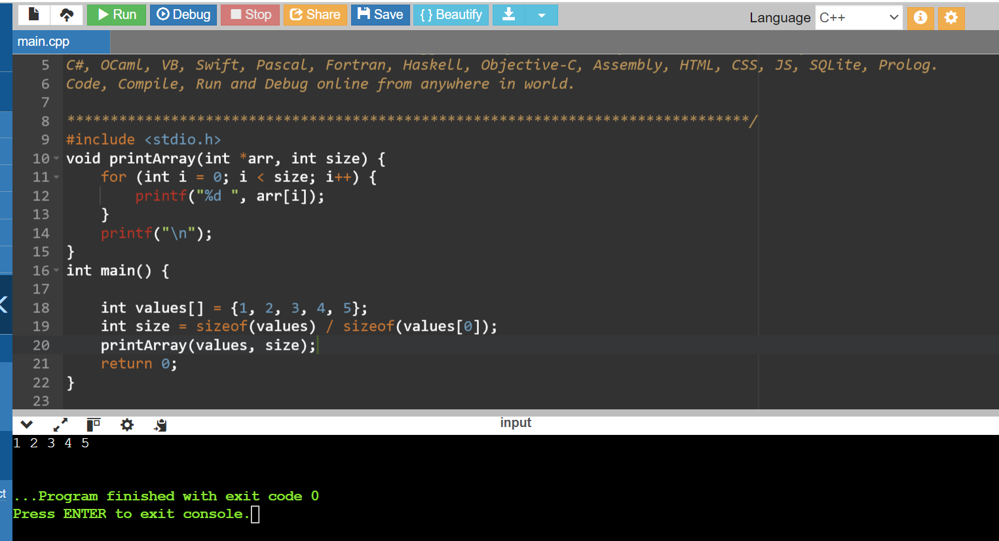 Run Debug Stop Share Save { } Beautify Language C++
main.cpp
5 C#, OCaml, VB, Swift, Pascal, Fortran, Haskell, Objective-C, Assembly, HTML, CSS, JS, SQLite, Prolog.
6 Code, Compile, Run and Debug online from anywhere in world.
7
8 *******************************************************************************/
9 #include <stdio.h>
10 void printArray(int *arr, int size) {
11     for (int i = 0; i < size; i++) {
12         printf("%d ", arr[i]);
13     }
14     printf("\n");
15 }
16 int main() {
17
18     int values[] = {1, 2, 3, 4, 5};
19     int size = sizeof(values) / sizeof(values[0]);
20     printArray(values, size);
21     return 0;
22 }
23
input
1 2 3 4 5
...Program finished with exit code 0
ct
Press ENTER to exit console.